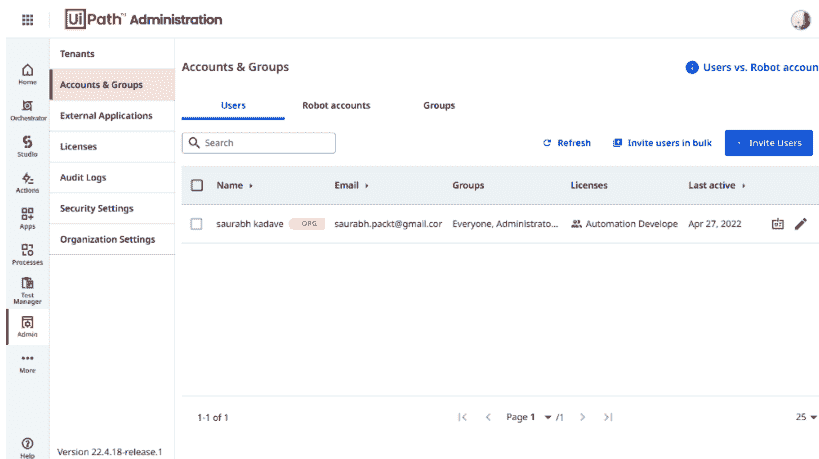 UiPath™ Administration
Home
Orchestrator
Studio
Actions
Apps
Processes
Test
Manager
Admin
More
Help
Tenants
Accounts & Groups
External Applications
Licenses
Audit Logs
Security Settings
Organization Settings
Version 22.4.18-release.1
Accounts & Groups
Users vs. Robot accoun
Users Robot accounts Groups
Search
Refresh Invite users in bulk Invite Users
Name Email Groups Licenses Last active
saurabh kadave ORG saurabh.packt@gmail.cor Everyone, Administrato... Automation Develope Apr 27, 2022
1-1 of 1 Page 1 /1 25